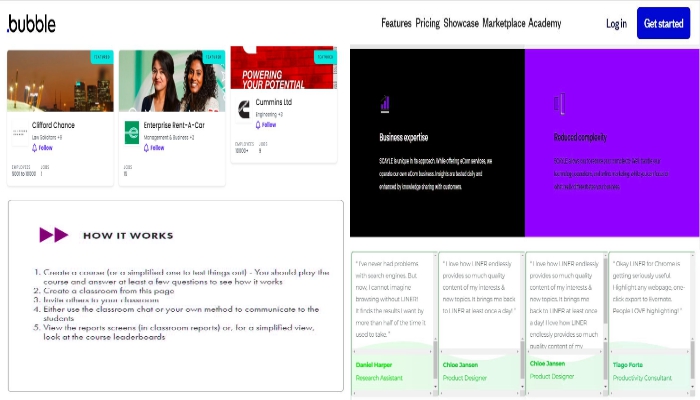 .bubble
Features Pricing Showcase Marketplace Academy
Log in
Get started
Clifford Chance
Law Solicitors +9
Follow
EMPLOYEES JOBS
5001 to 10000 1
Enterprise Rent-A-Car
Management & Business +2
Follow
JOBS
15
POWERING
YOUR POTENTIAL
Cummins Ltd
Engineering +3
Follow
EMPLOYEES JOBS
10000+ 9
Business expertise
SCAYLE is unique in its approach. While offering eCom services, we
operate our own eCom business. Insights are tested daily and
enhanced by knowledge sharing with customers.
Reduced complexity
HOW IT WORKS
1. Create a course (or a simplified one to test things out) - You should play the
course and answer at least a few questions to see how it works
2. Create a classroom from this page
3. Invite others to your classroom
4. Either use the classroom chat or your own method to communicate to the
students
5. View the reports screens (in classroom reports) or, for a simplified view,
look at the course leaderboards
"I've never had problems
with search engines. But
now, I cannot imagine
browsing without LINER!
It finds the results I want by
more than half of the time it
used to take."
Daniel Harper
Research Assistant
"I love how LINER endlessly
provides so much quality
content of my interests &
new topics. It brings me back
to LINER at least once a day!"
Chloe Jansen
Product Designer
"I love how LINER endlessly
provides so much quality
content of my interests &
new topics. It brings me
back to LINER at least once
a day! I love how LINER
endlessly provides so much
quality content of my
Chloe Jansen
Product Designer
"Okay LINER for Chrome is
getting seriously useful.
Highlight any webpage, one-
click export to Evernote.
People LOVE highlighting!"
Tiago Forte
Productivity Consultant